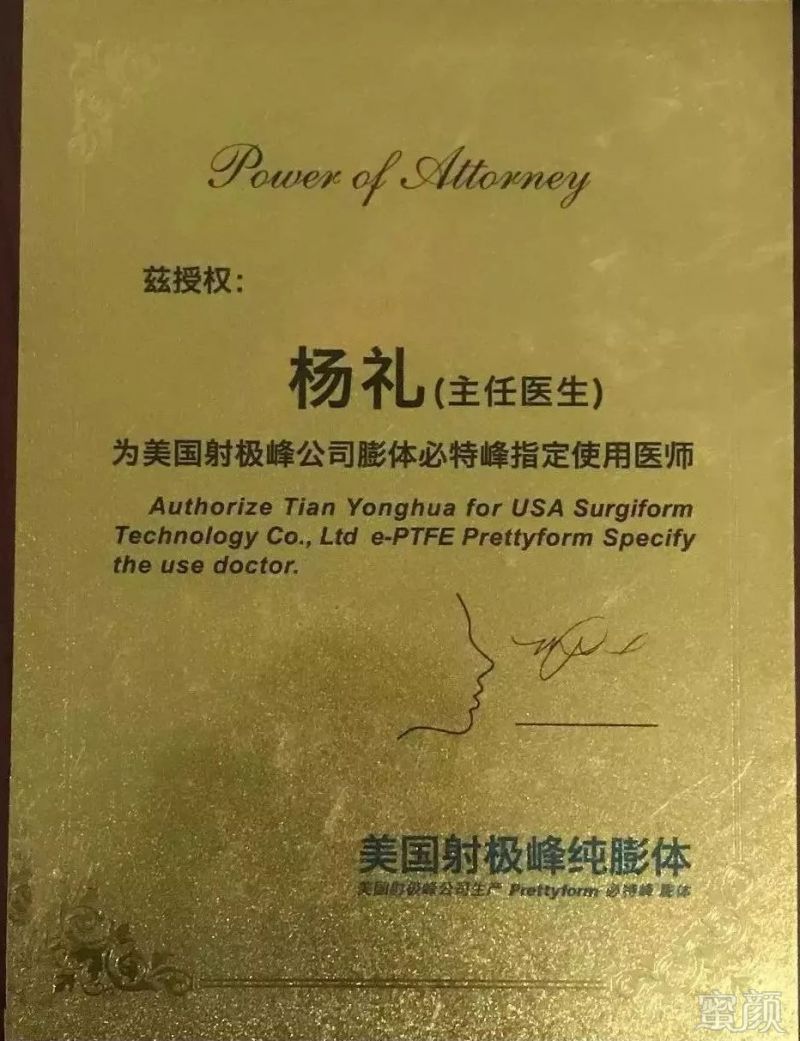 Power of Attorney
兹授权：
杨礼(主任医生)
为美国射极峰公司膨体必特峰指定使用医师
Authorize Tian Yonghua for USA Surgiform
Technology Co., Ltd e-PTFE Prettyform Specify
the use doctor.
美国射极峰纯膨体
美国射极峰公司生产 Prettyform 必特峰 膨体
蜜颜